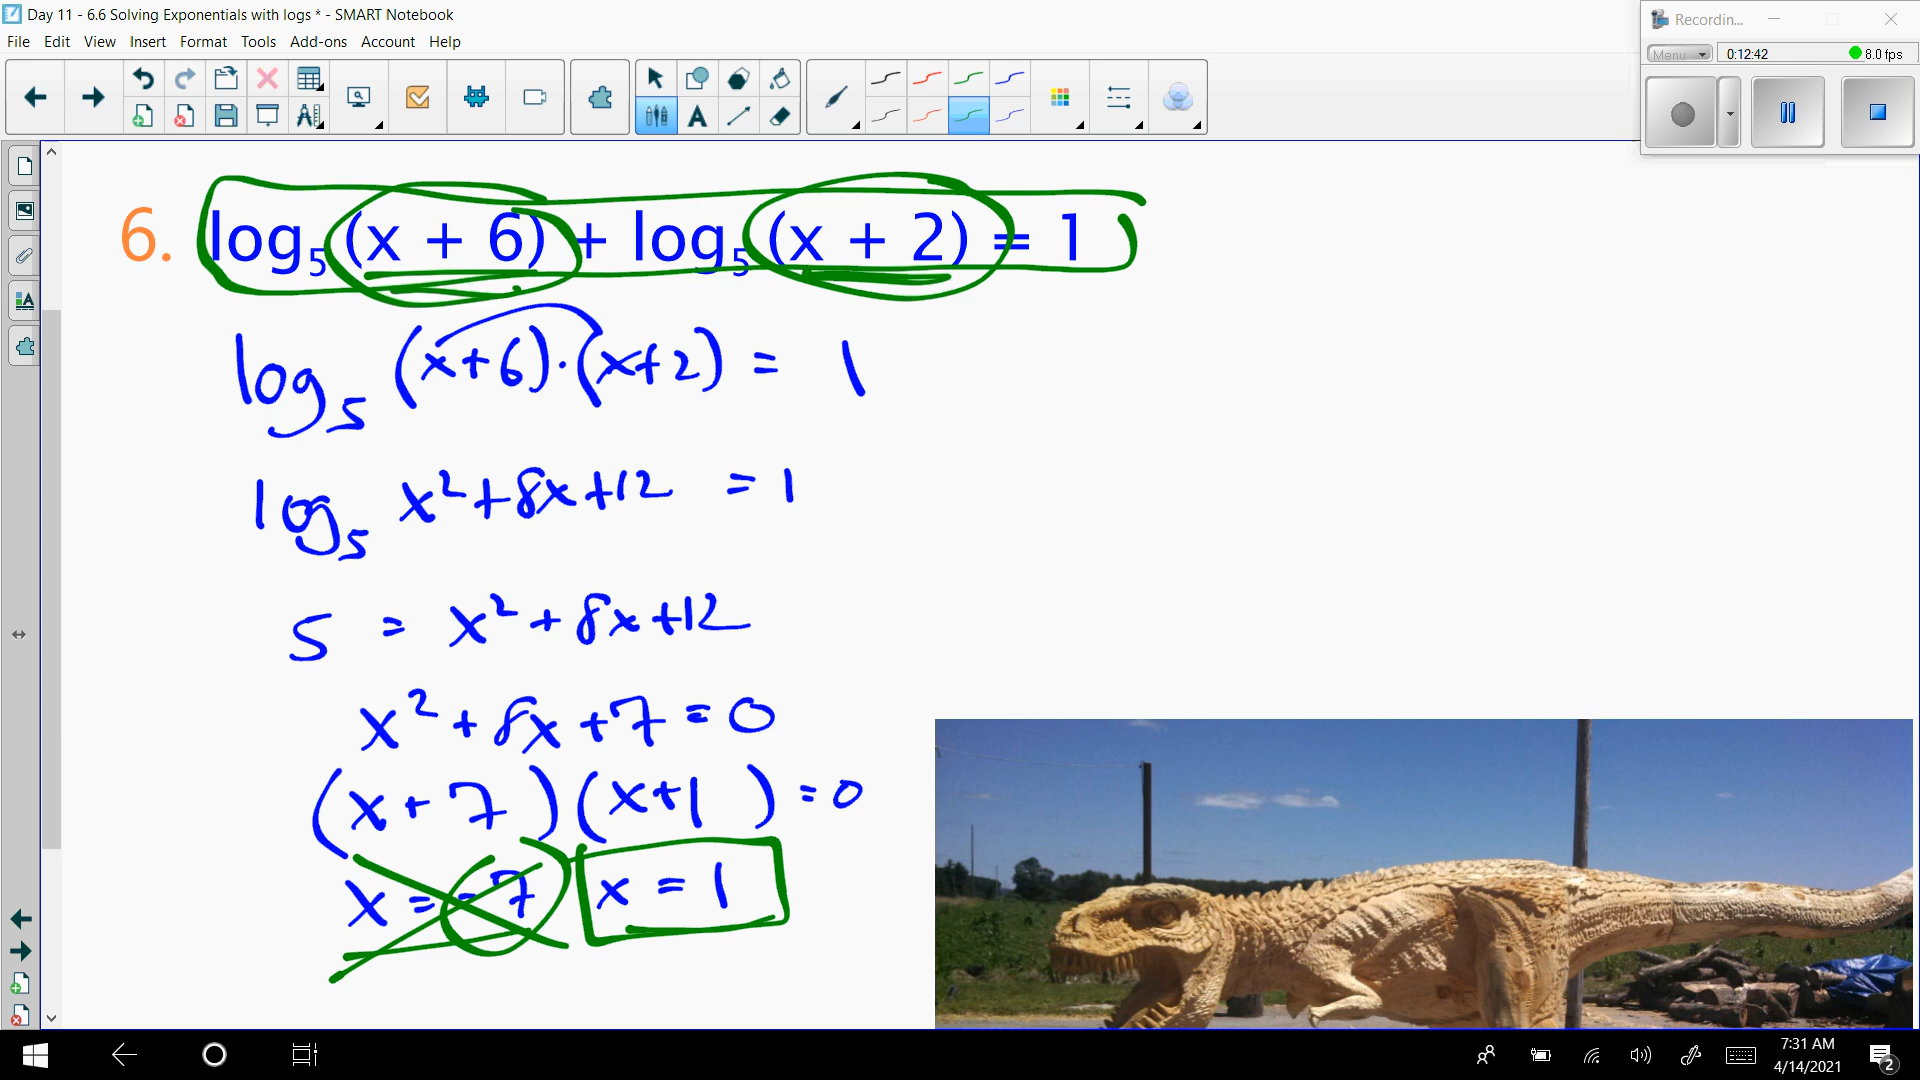 Day 11 - 6.6 Solving Exponentials with logs * - SMART Notebook
File Edit View Insert Format Tools Add-ons Account Help
Recordin...
Menu 0:12:42 8.0 fps
6. log₅(x + 6) + log₅(x + 2) = 1
log₅ (x+6)·(x+2) = 1
log₅ x²+8x+12 = 1
5 = x²+8x+12
x²+8x+7=0
(x+7)(x+1)=0
x=-7 x = 1
7:31 AM
4/14/2021
2